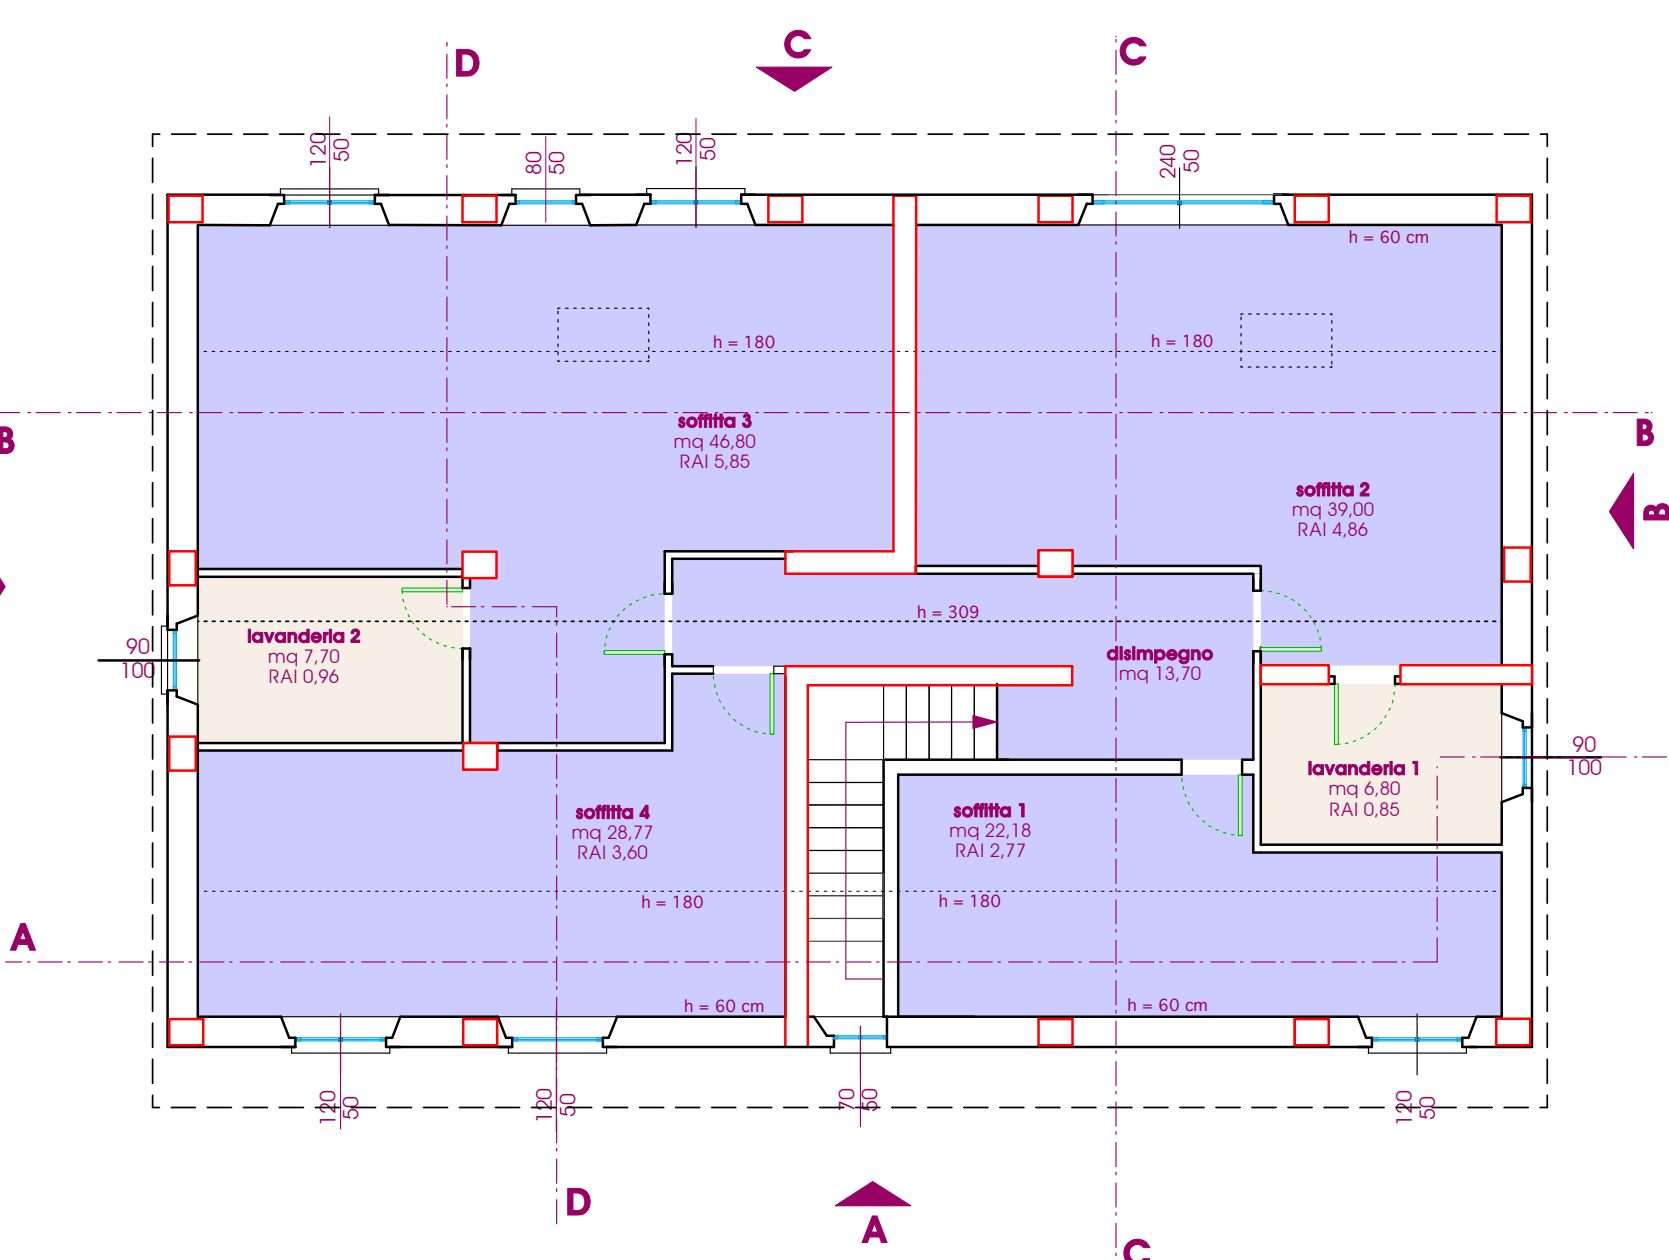 C
C
D
120
50
80
50
120
50
240
50
h = 60 cm
h = 180
h = 180
soffitta 3
mq 46,80
RAI 5,85
B
B
soffitta 2
mq 39,00
RAI 4,86
B
h = 309
lavanderia 2
mq 7,70
RAI 0,96
90
100
disimpegno
mq 13,70
90
100
lavanderia 1
mq 6,80
RAI 0,85
soffitta 4
mq 28,77
RAI 3,60
soffitta 1
mq 22,18
RAI 2,77
h = 180
h = 180
A
h = 60 cm
h = 60 cm
120
50
120
50
70
50
120
50
D
A
C